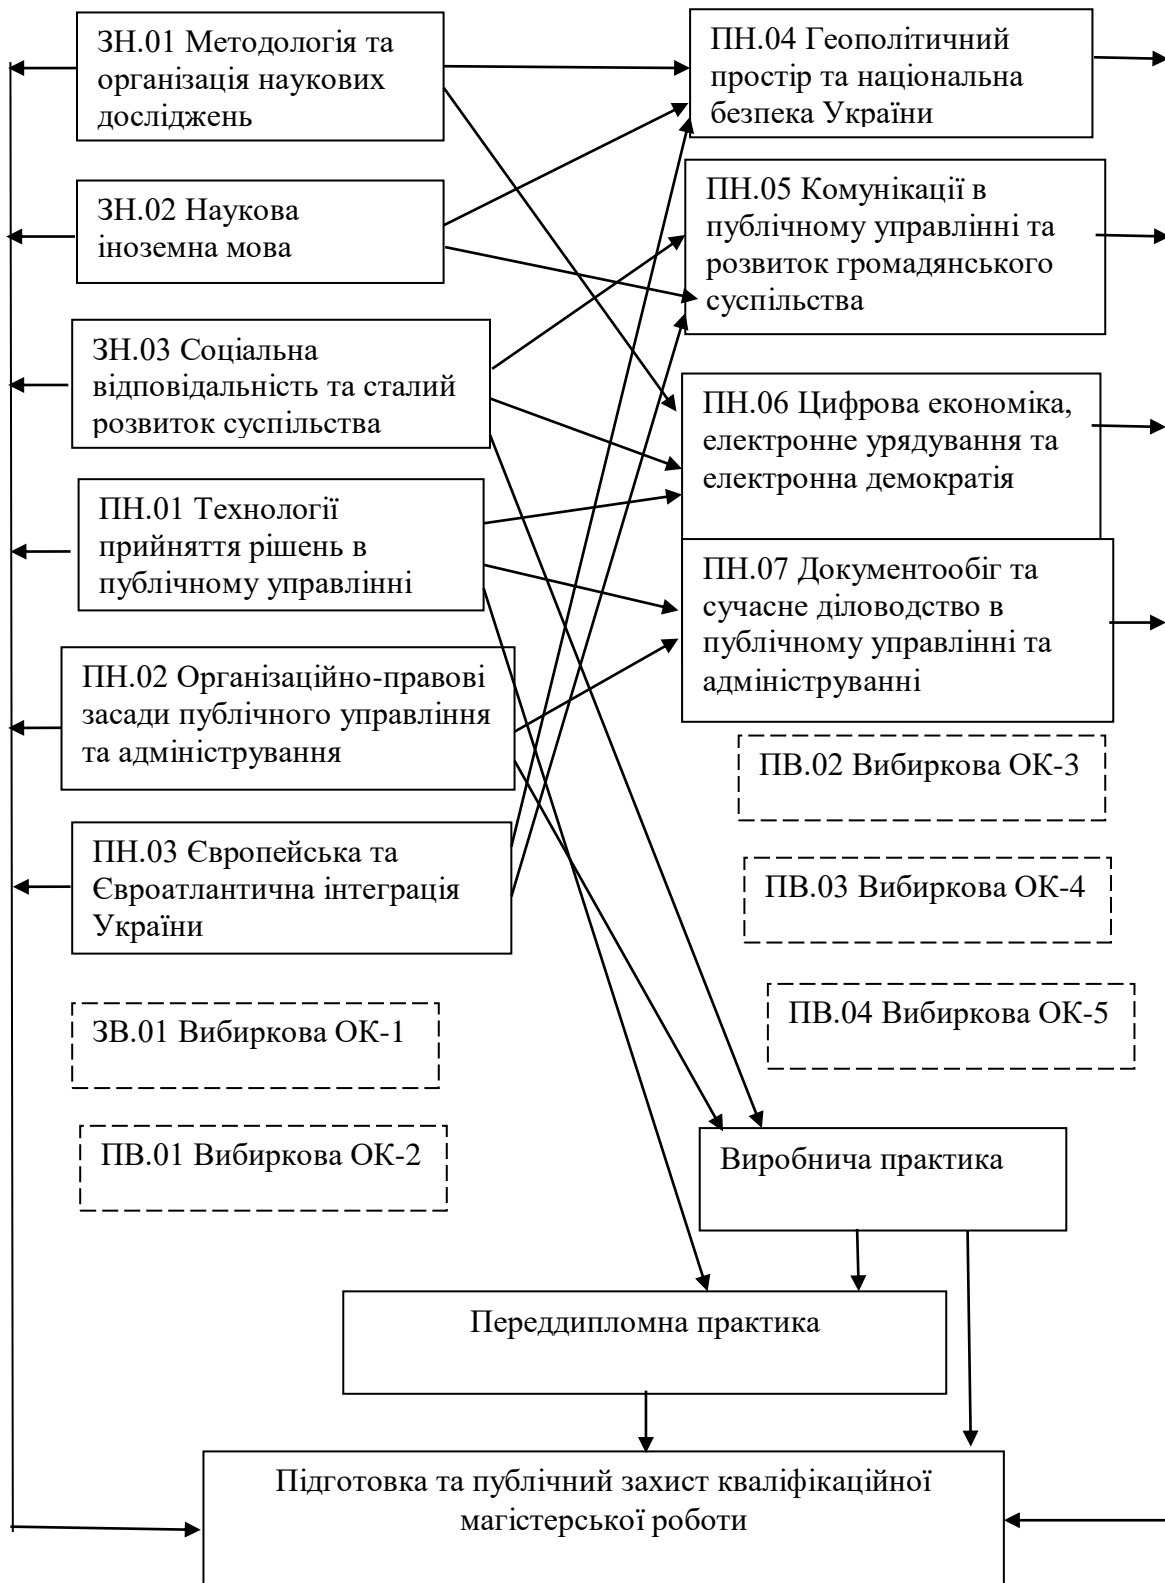 ЗН.01 Методологія та
організація наукових
досліджень
ЗН.02 Наукова
іноземна мова
ЗН.03 Соціальна
відповідальність та сталий
розвиток суспільства
ПН.01 Технології
прийняття рішень в
публічному управлінні
ПН.02 Організаційно-правові
засади публічного управління
та адміністрування
ПН.03 Європейська та
Євроатлантична інтеграція
України
ЗВ.01 Вибиркова ОК-1
ПВ.01 Вибиркова ОК-2
ПН.04 Геополітичний
простір та національна
безпека України
ПН.05 Комунікації в
публічному управлінні та
розвиток громадянського
суспільства
ПН.06 Цифрова економіка,
електронне урядування та
електронна демократія
ПН.07 Документообіг та
сучасне діловодство в
публічному управлінні та
адмініструванні
ПВ.02 Вибиркова ОК-3
ПВ.03 Вибиркова ОК-4
ПВ.04 Вибиркова ОК-5
Виробнича практика
Переддипломна практика
Підготовка та публічний захист кваліфікаційної
магістерської роботи